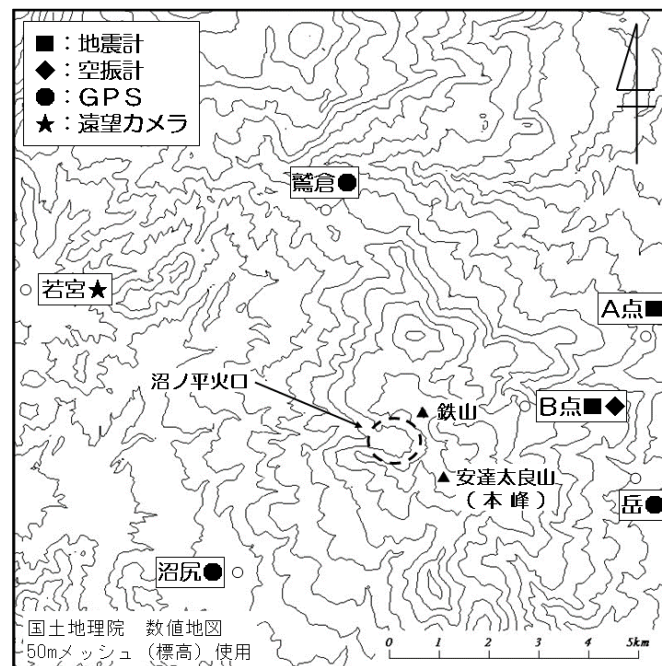 ■：地震計
◆：空振計
●：GPS
★：遠望カメラ
鷲倉●
若宮★
A点■
沼ノ平火口
▲鉄山
B点■◆
▲安達太良山
（本峰）
岳●
沼尻●
国土地理院 数値地図
50mメッシュ（標高）使用
0 1 2 3 4 5km